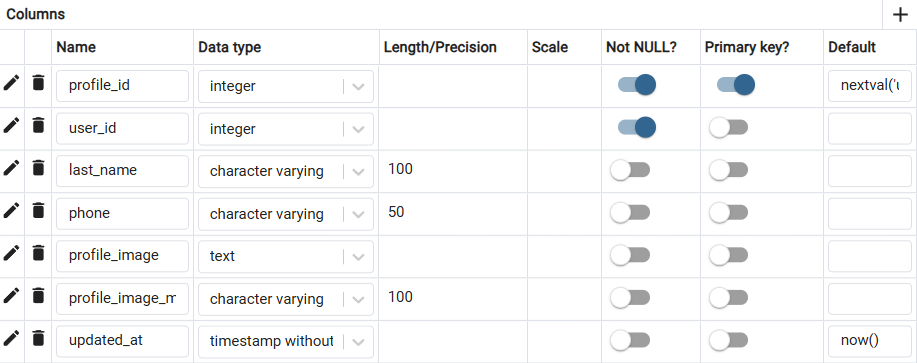 Columns
Name Data type Length/Precision Scale Not NULL? Primary key? Default
profile_id integer nextval('u
user_id integer
last_name character varying 100
phone character varying 50
profile_image text
profile_image_m character varying 100
updated_at timestamp without now()